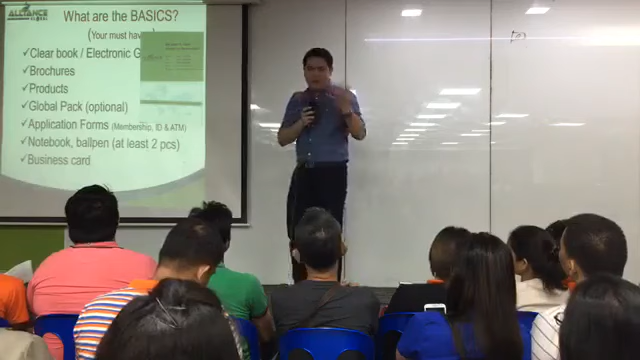 ALLIANCE
GLOBAL
What are the BASICS?
(Your must have
✓Clear book / Electronic G
✓Brochures
✓Products
✓Global Pack (optional)
✓Application Forms (Membership, ID & ATM)
✓Notebook, ballpen (at least 2 pcs)
✓Business card